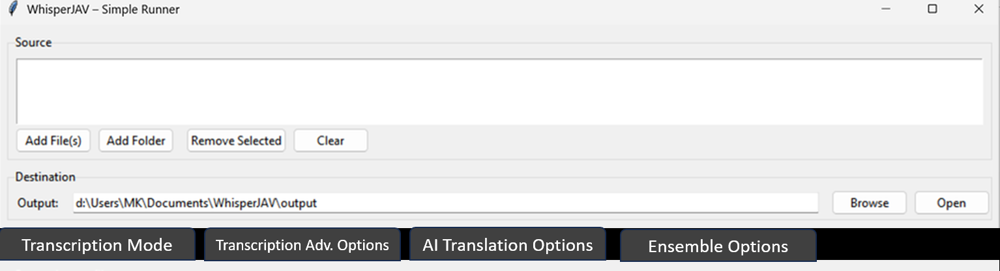 WhisperJAV – Simple Runner
Source
Add File(s) Add Folder Remove Selected Clear
Destination
Output: d:\Users\MK\Documents\WhisperJAV\output Browse Open
Transcription Mode Transcription Adv. Options AI Translation Options Ensemble Options